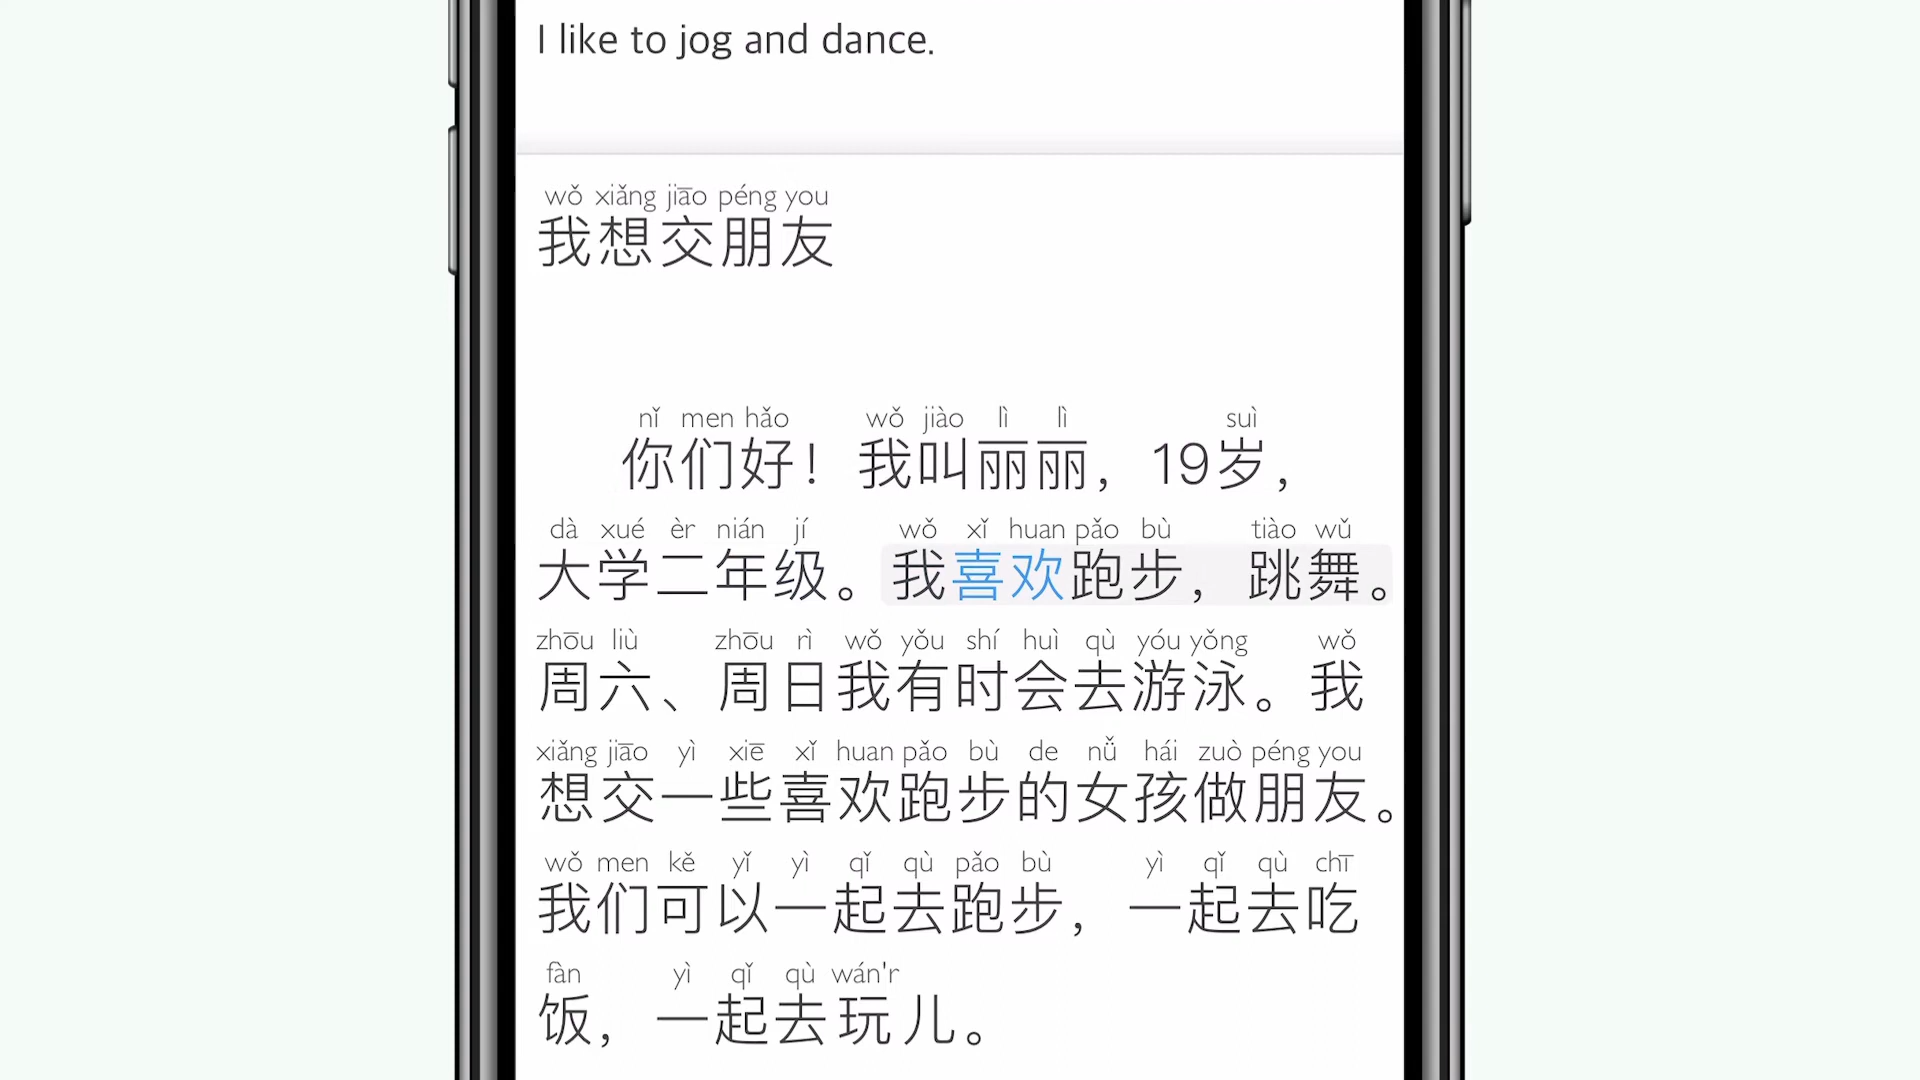 I like to jog and dance.
wǒ xiǎng jiāo péng you
我想交朋友
nǐ men hǎo wǒ jiào lì lì suì
你们好！我叫丽丽，19岁，
dà xué èr nián jí wǒ xǐ huan pǎo bù tiào wǔ
大学二年级。我喜欢跑步，跳舞。
zhōu liù zhōu rì wǒ yǒu shí huì qù yóu yǒng wǒ
周六、周日我有时会去游泳。我
xiǎng jiāo yì xiē xǐ huan pǎo bù de nǚ hái zuò péng you
想交一些喜欢跑步的女孩做朋友。
wǒ men kě yǐ yì qǐ qù pǎo bù yì qǐ qù chī
我们可以一起去跑步，一起去吃
fàn yì qǐ qù wán'r
饭，一起去玩儿。